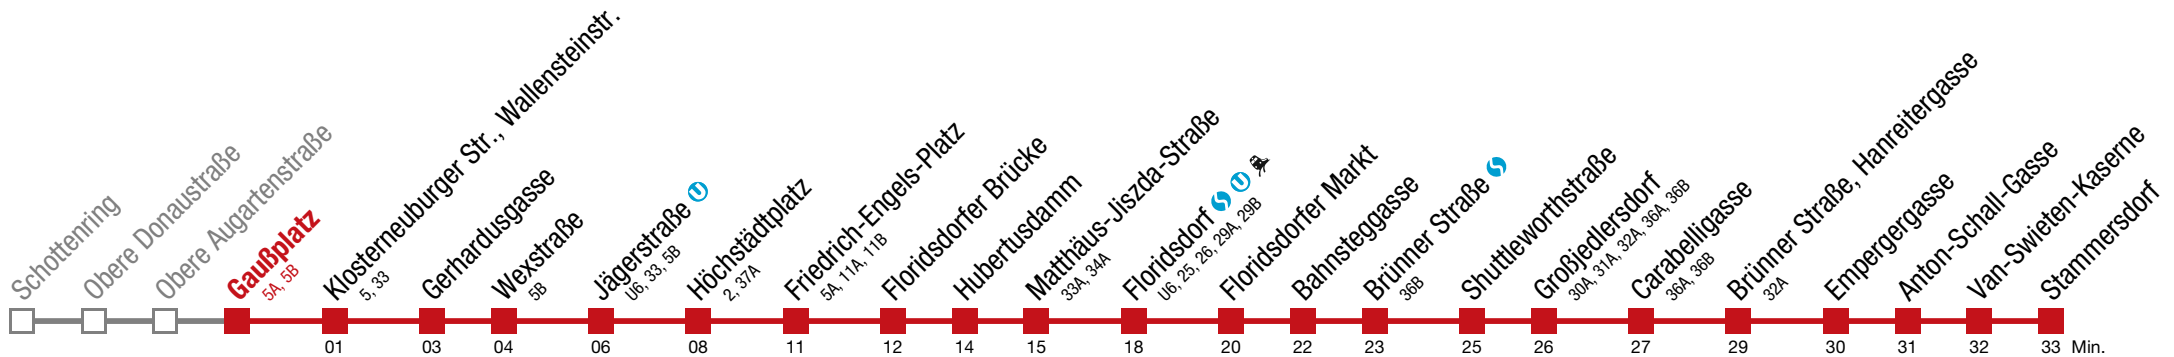 Schottenring
Obere Donaustraße
Obere Augartenstraße
Gaußplatz
5A, 5B
Klosterneuburger Str., Wallensteinstr.
5, 33
Gerhardusgasse
Wexstraße
5B
Jägerstraße U
U6, 33, 5B
Höchstädtplatz
2, 37A
Friedrich-Engels-Platz
5A, 11A, 11B
Floridsdorfer Brücke
Hubertusdamm
Matthäus-Jiszda-Straße
33A, 34A
Floridsdorf S U
U6, 25, 26, 29A, 29B
Floridsdorfer Markt
Bahnsteggasse
Brünner Straße S
36B
Shuttleworthstraße
Großjedlersdorf
30A, 31A, 32A, 36A, 36B
Carabelligasse
36A, 36B
Brünner Straße, Hanreitergasse
32A
Empergergasse
Anton-Schall-Gasse
Van-Swieten-Kaserne
Stammersdorf
01 03 04 06 08 11 12 14 15 18 20 22 23 25 26 27 29 30 31 32 33 Min.